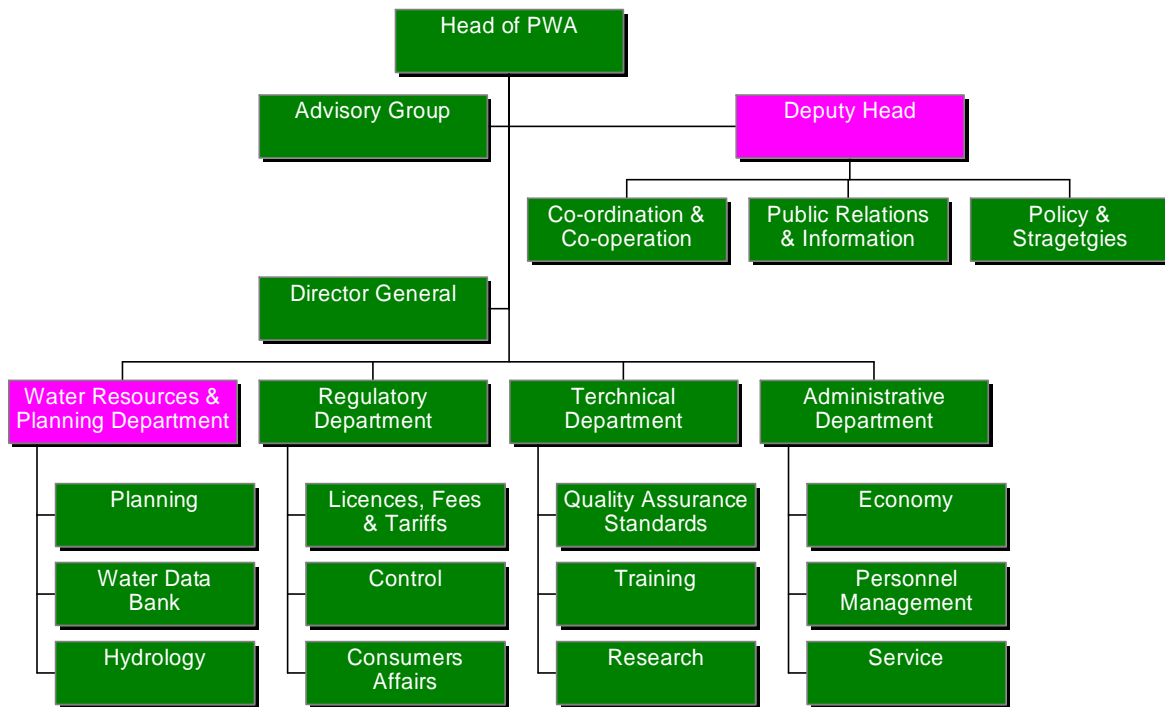 Head of PWA
Advisory Group
Deputy Head
Co-ordination &
Co-operation
Public Relations
& Information
Policy &
Stragetgies
Director General
Water Resources &
Planning Department
Regulatory
Department
Terchnical
Department
Administrative
Department
Planning
Licences, Fees
& Tariffs
Quality Assurance
Standards
Economy
Water Data
Bank
Control
Training
Personnel
Management
Hydrology
Consumers
Affairs
Research
Service